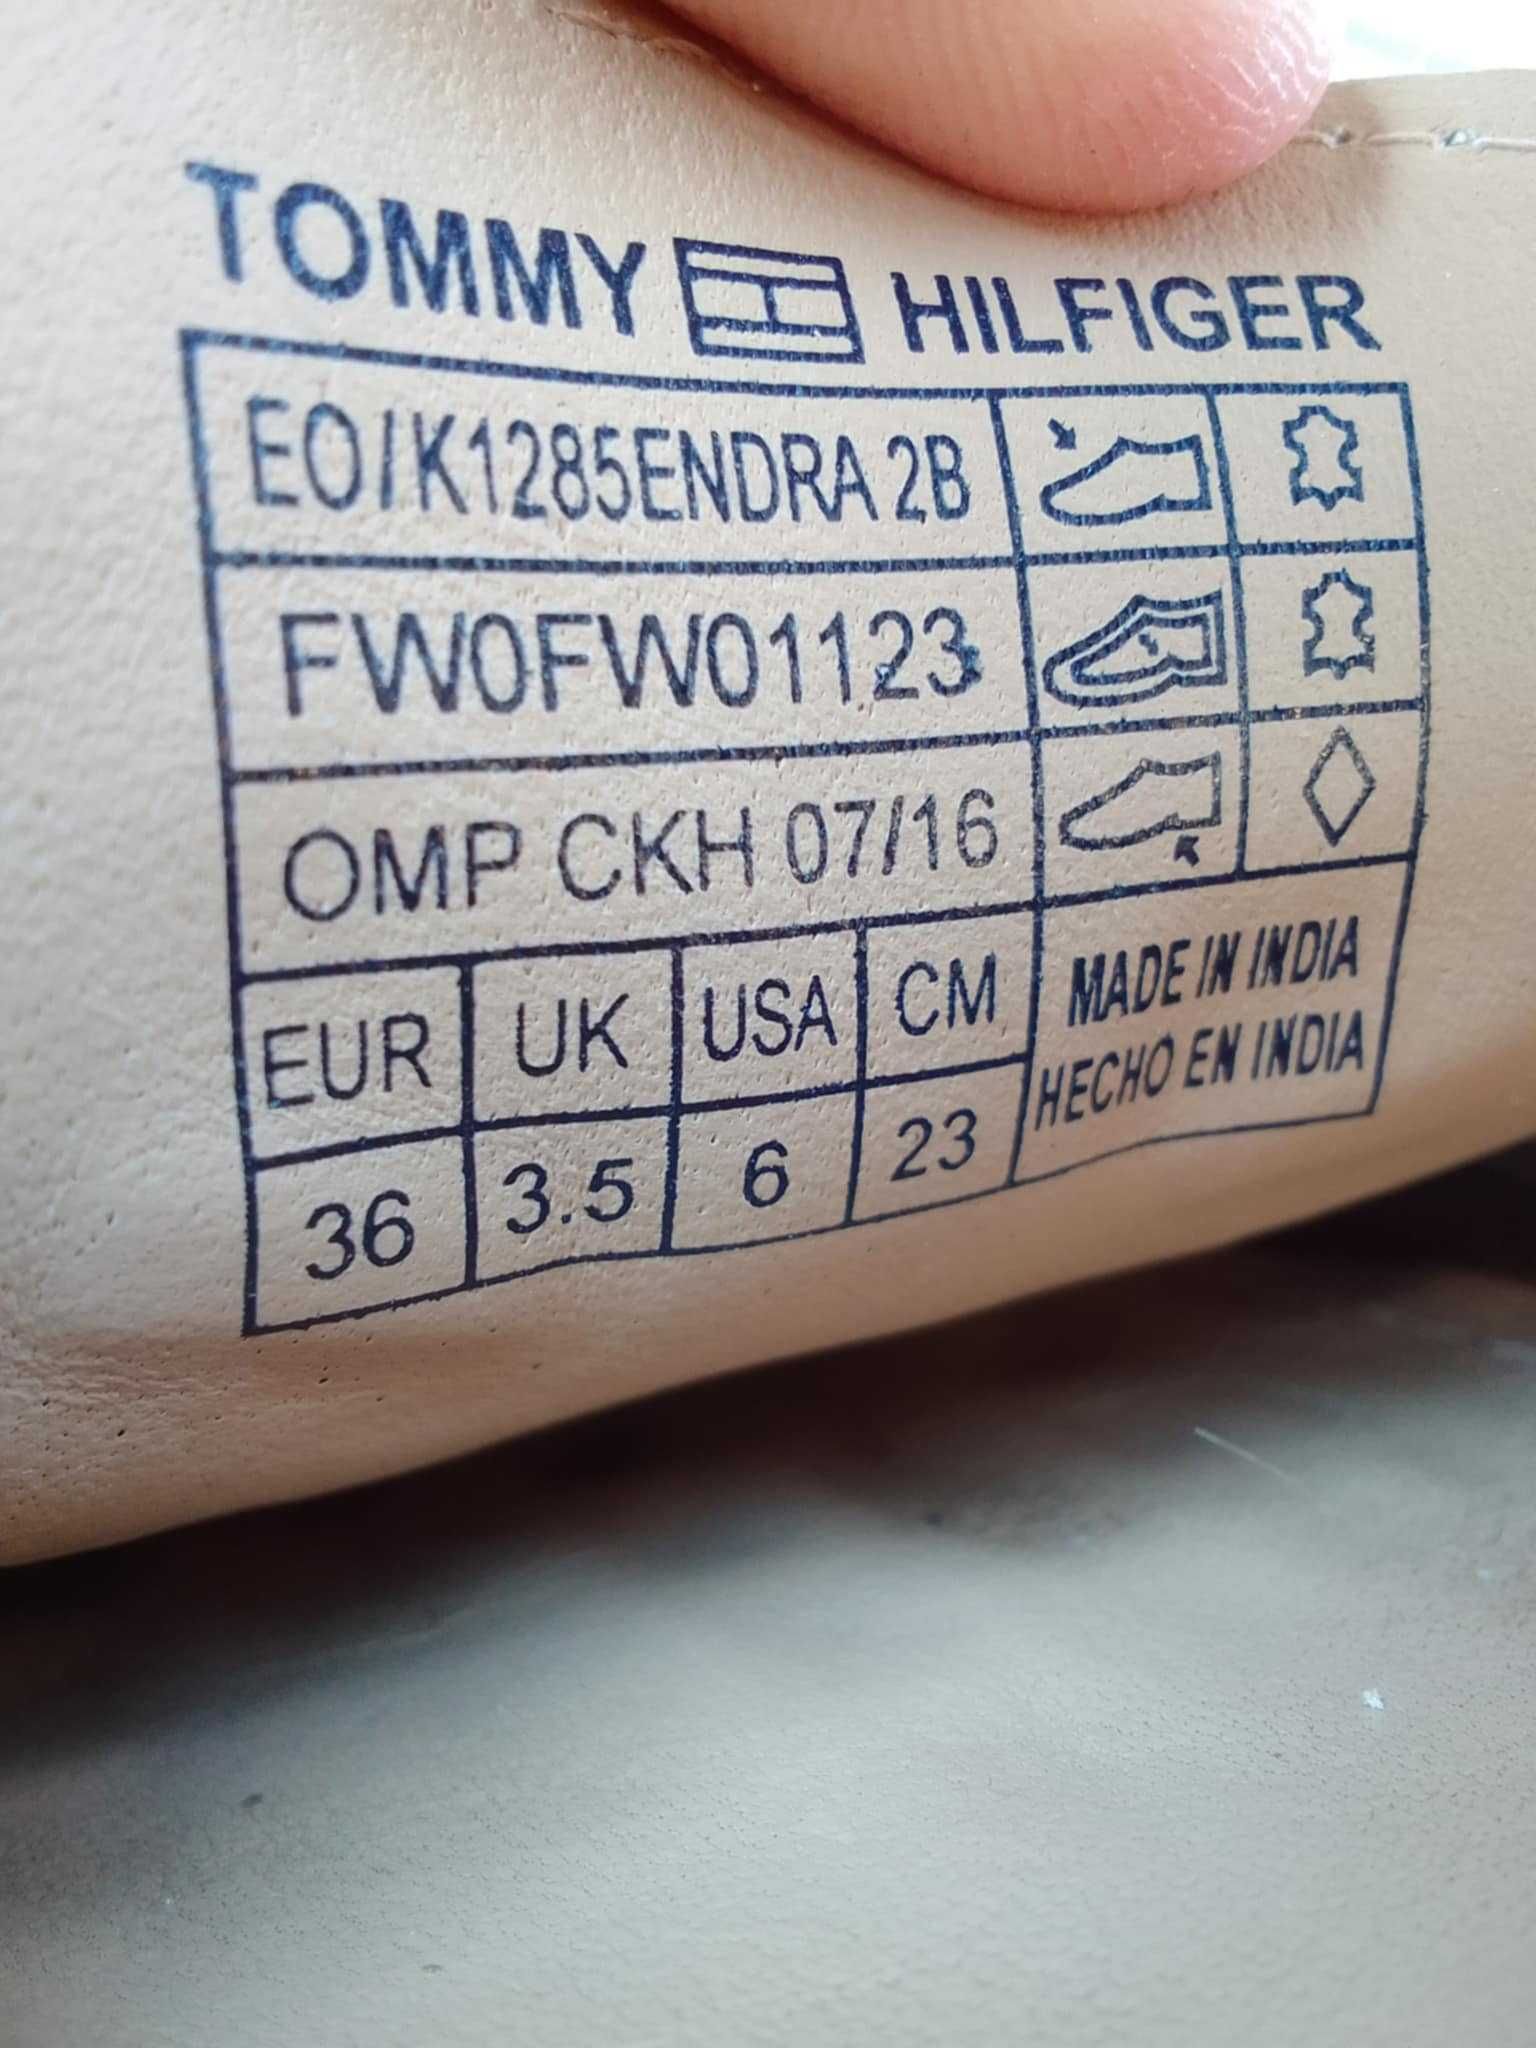 TOMMY HILFIGER
EO/K1285ENDRA 2B
FW0FW01123
OMP CKH 07/16
EUR UK USA CM
36 3.5 6 23
MADE IN INDIA
HECHO EN INDIA